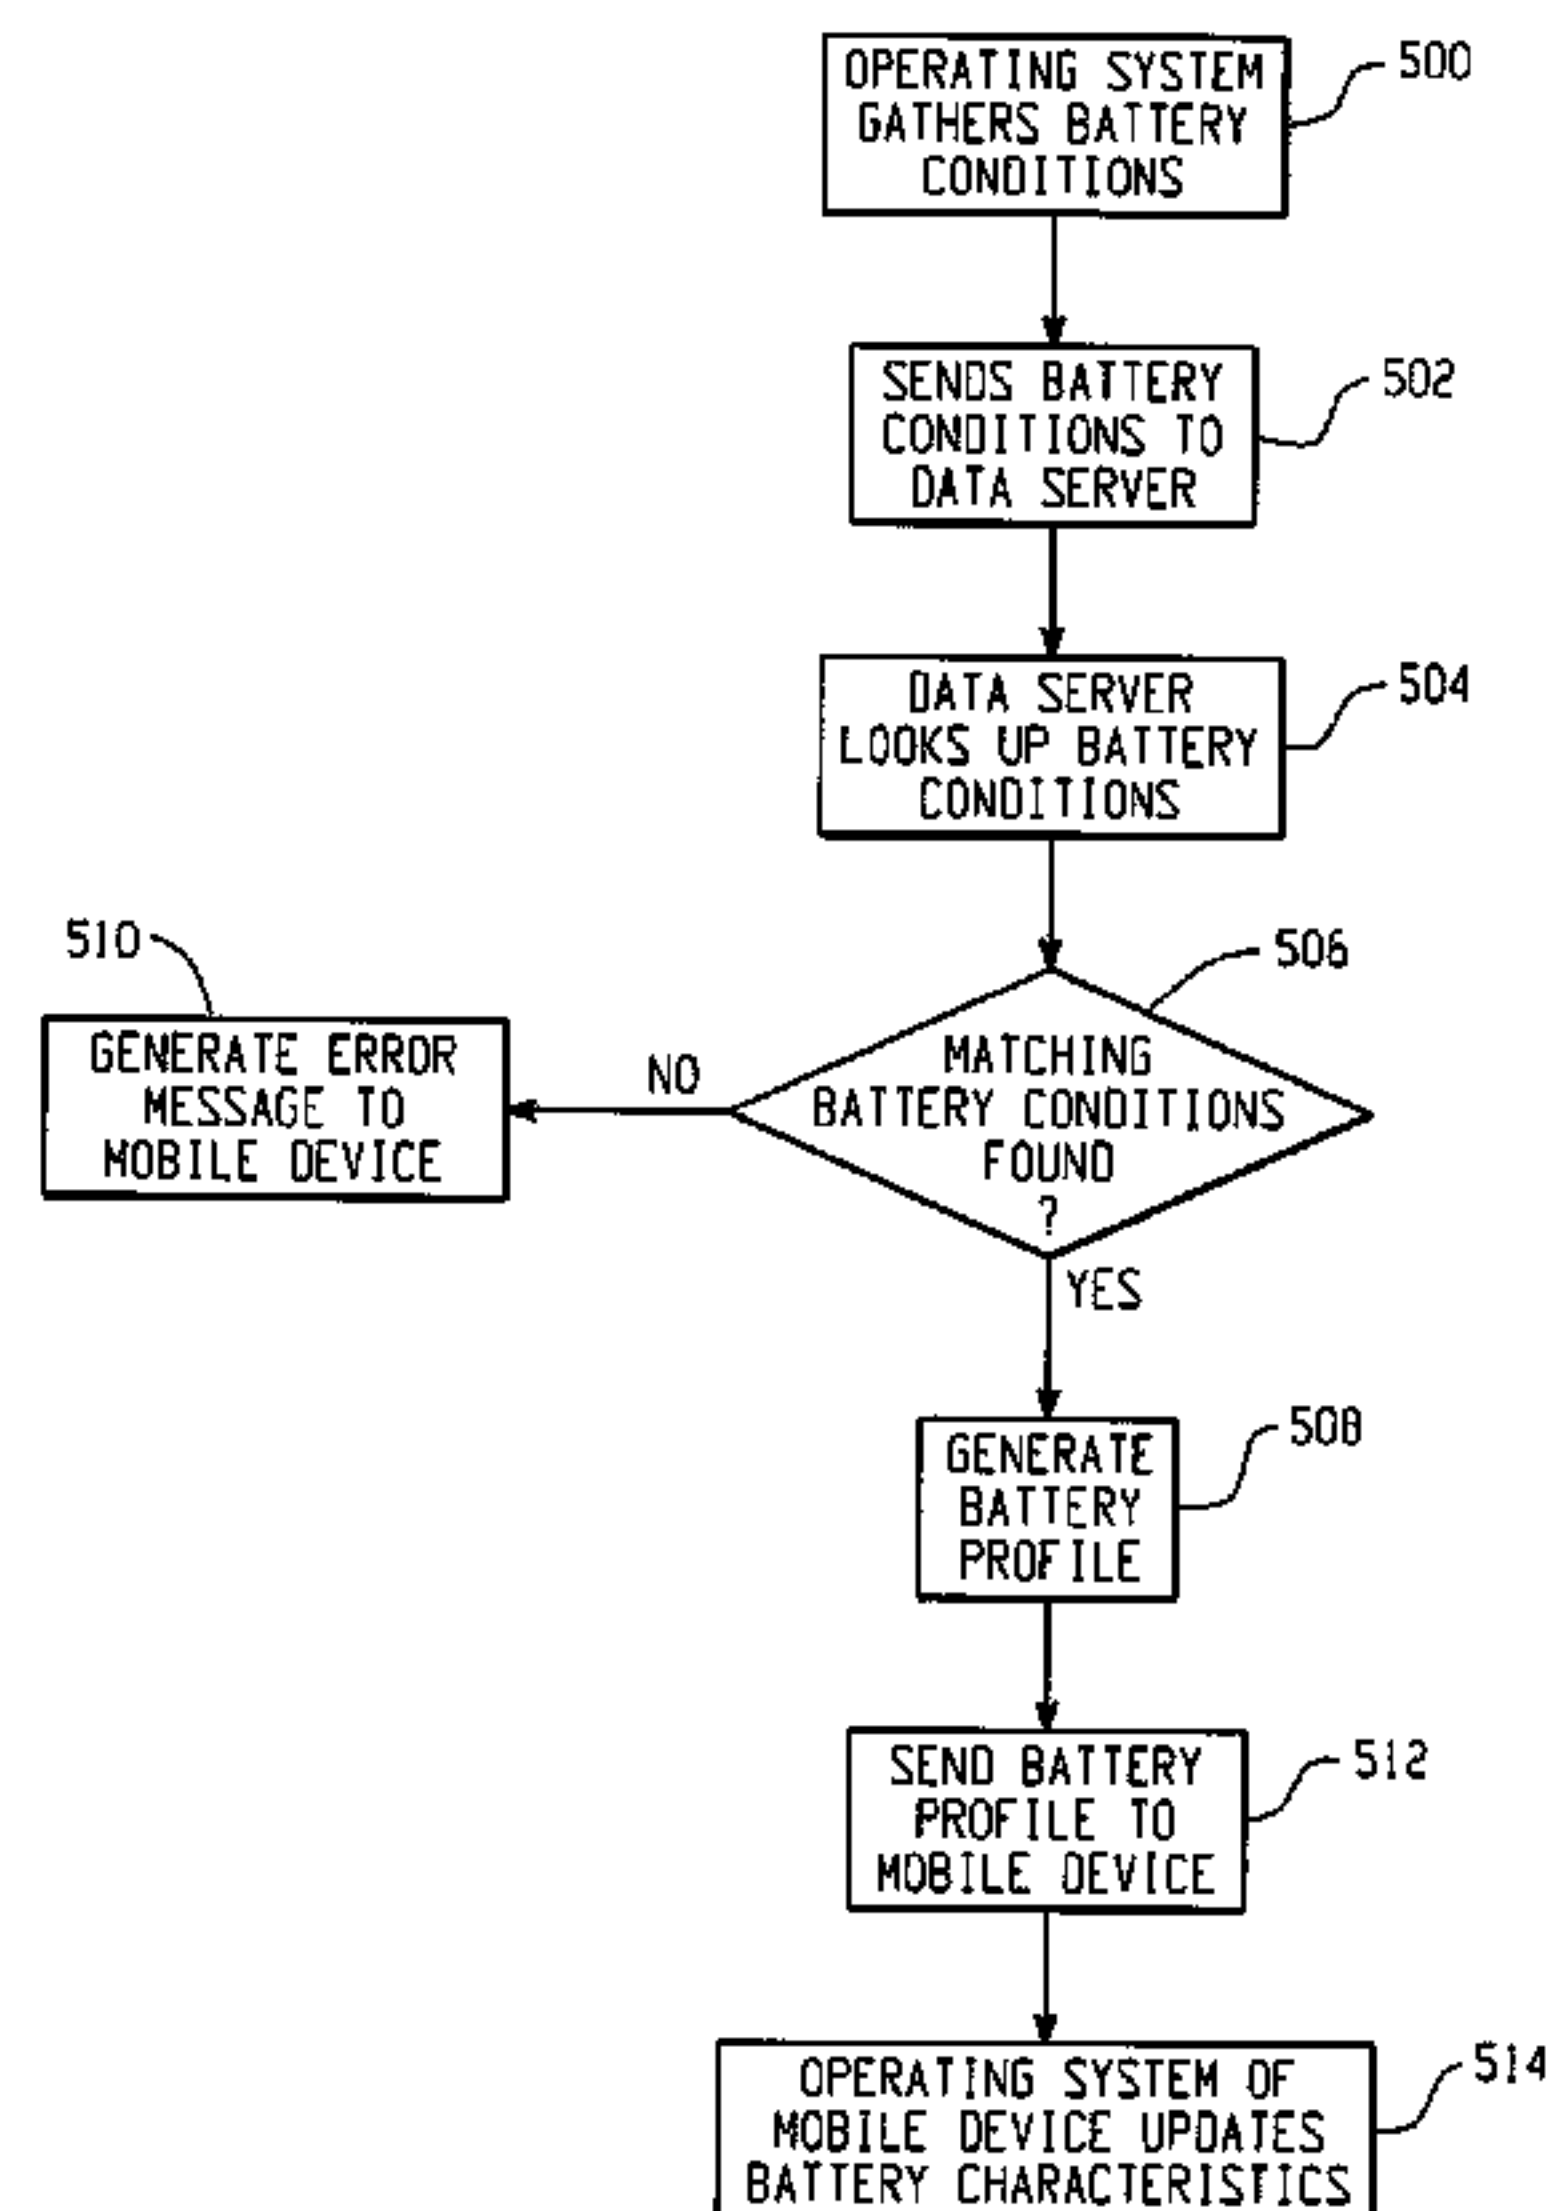 OPERATING SYSTEM
GATHERS BATTERY
CONDITIONS
500
SENDS BATTERY
CONDITIONS TO
DATA SERVER
502
DATA SERVER
LOOKS UP BATTERY
CONDITIONS
504
510
506
GENERATE ERROR
MESSAGE TO
MOBILE DEVICE
NO
MATCHING
BATTERY CONDITIONS
FOUND
?
YES
GENERATE
BATTERY
PROFILE
508
SEND BATTERY
PROFILE TO
MOBILE DEVICE
512
OPERATING SYSTEM OF
MOBILE DEVICE UPDATES
BATTERY CHARACTERISTICS
514